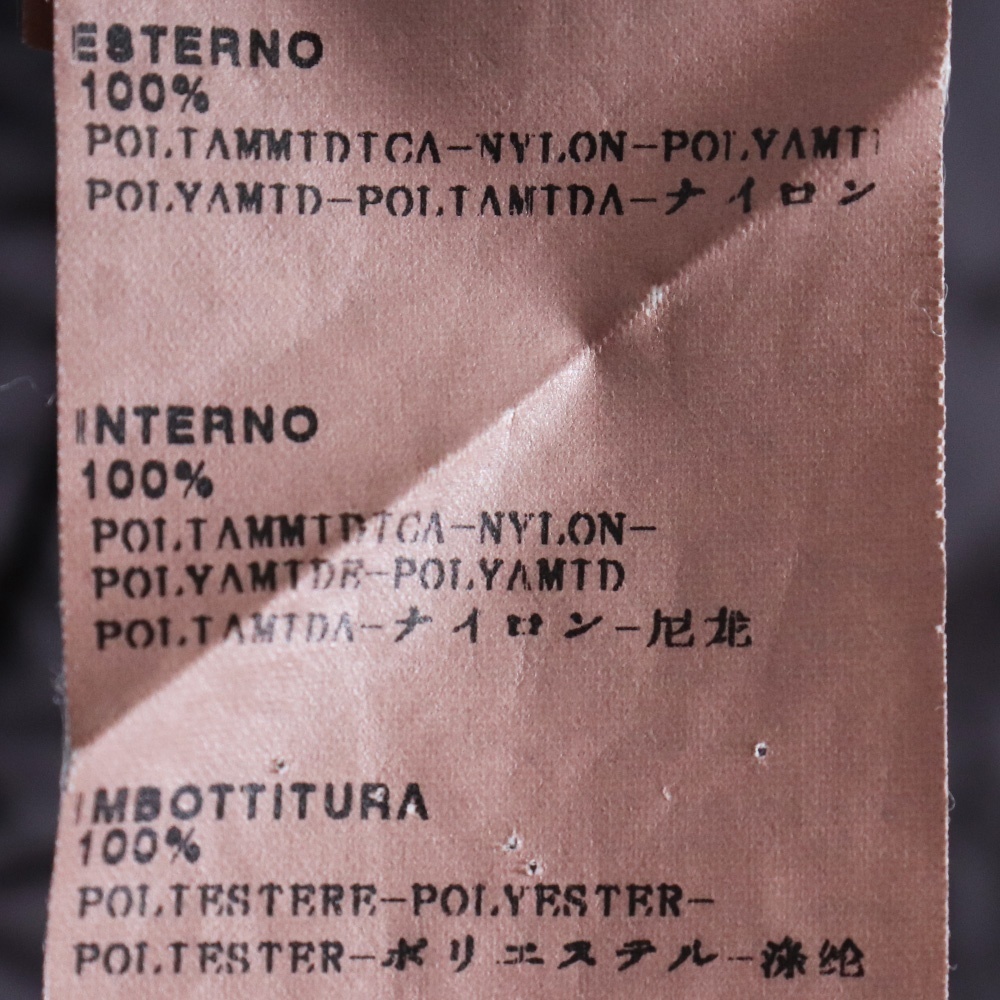 ESTERNO
100%
POLIAMMIDICA-NYLON-POLYAMI
POLYAMID-POLIAMIDA-ナイロン
INTERNO
100%
POLIAMMIDICA-NYLON-
POLYAMIDE-POLYAMID
POLIAMIDA-ナイロン-尼龙
IMBOTTITURA
100%
POLIESTERE-POLYESTER-
POLIESTER-ポリエステル-涤纶